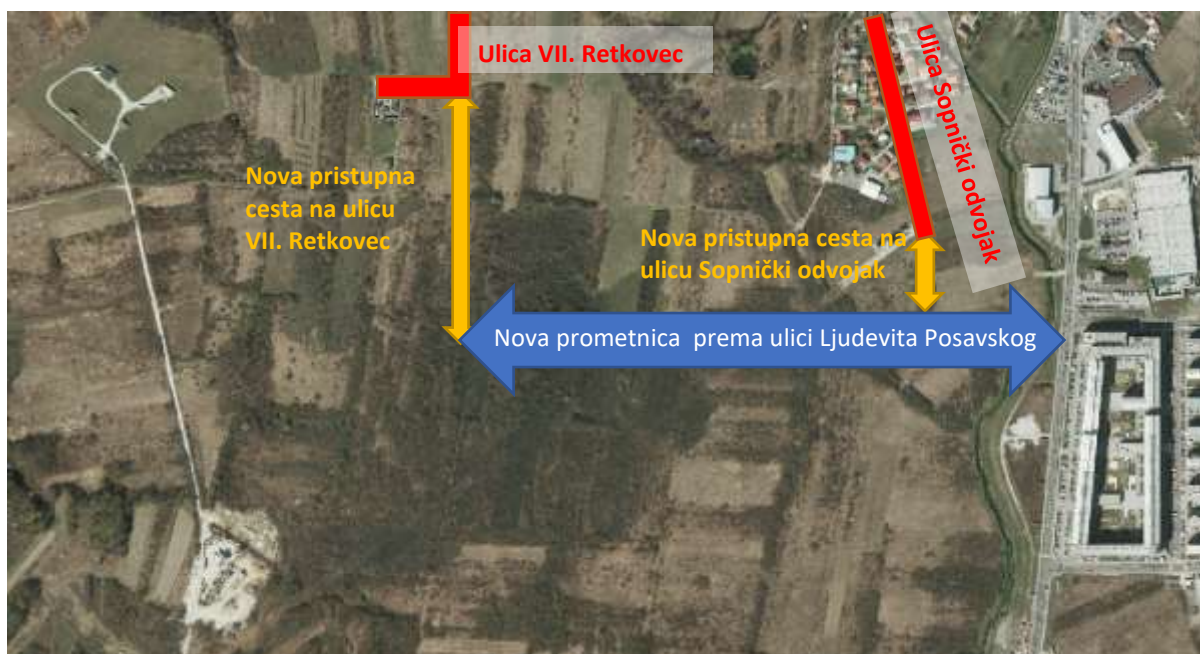 Ulica VII. Retkovec
Ulica Sopnički odvojak
Nova pristupna
cesta na ulicu
VII. Retkovec
Nova pristupna cesta na
ulicu Sopnički odvojak
Nova prometnica  prema ulici Ljudevita Posavskog